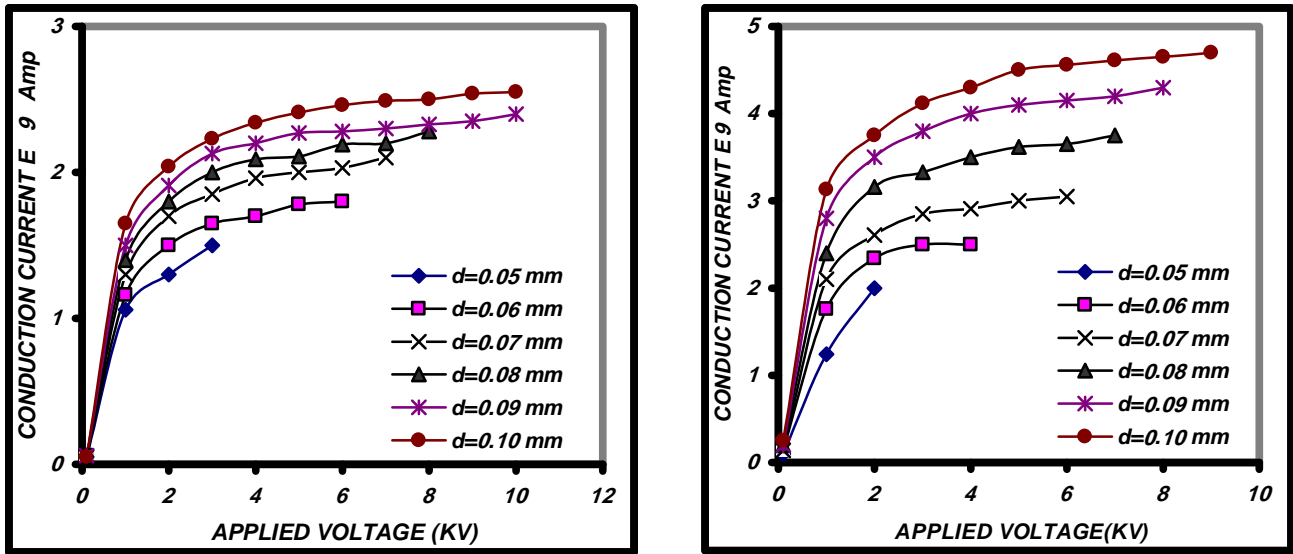 CONDUCTION CURRENT E 9 Amp
3
2
1
0
d=0.05 mm
d=0.06 mm
d=0.07 mm
d=0.08 mm
d=0.09 mm
d=0.10 mm
0 2 4 6 8 10 12
APPLIED VOLTAGE (KV)
CONDUCTION CURRENT E9 Amp
5
4
3
2
1
0
d=0.05 mm
d=0.06 mm
d=0.07 mm
d=0.08 mm
d=0.09 mm
d=0.10 mm
0 2 4 6 8 10
APPLIED VOLTAGE(KV)